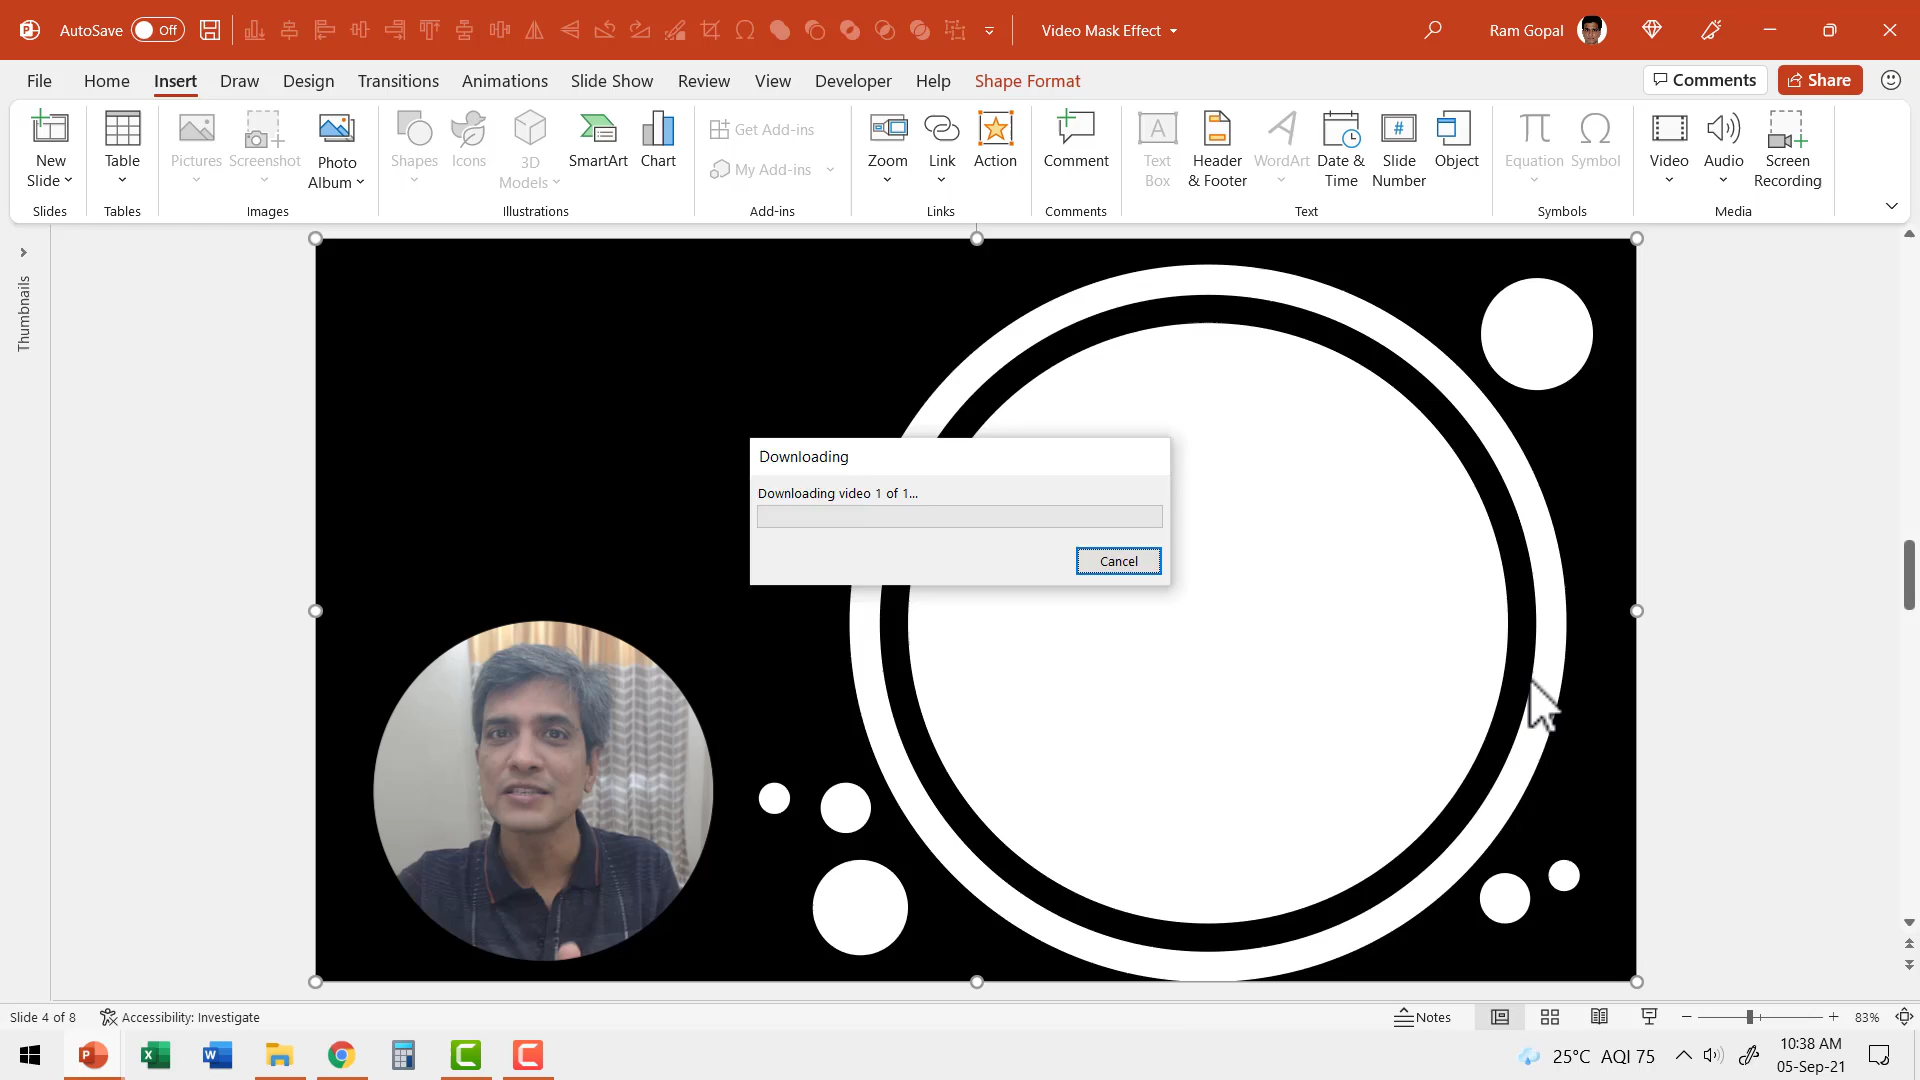 AutoSave Off Video Mask Effect Ram Gopal
File Home Insert Draw Design Transitions Animations Slide Show Review View Developer Help Shape Format Comments Share
New Slide
Table
Pictures
Screenshot
Photo Album
Shapes
Icons
3D Models
SmartArt
Chart
Get Add-ins
My Add-ins
Zoom
Link
Action
Comment
Text Box
Header & Footer
WordArt
Date & Time
Slide Number
Object
Equation
Symbol
Video
Audio
Screen Recording
Slides Tables Images Illustrations Add-ins Links Comments Text Symbols Media
Thumbnails
Downloading
Downloading video 1 of 1...
Cancel
Slide 4 of 8 Accessibility: Investigate Notes 83%
25°C AQI 75 10:38 AM
05-Sep-21